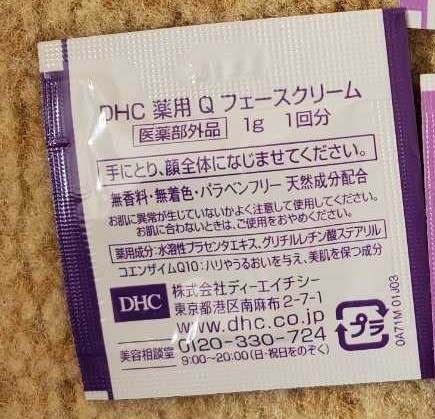 DHC 薬用 Q フェースクリーム
医薬部外品 1g 1回分
手にとり、顔全体になじませてください。
無香料・無着色・パラベンフリー 天然成分配合
お肌に異常が生じていないかよく注意して使用してください。
お肌に合わないときは、ご使用をおやめください。
薬用成分:水溶性プラセンタエキス、グリチルレチン酸ステアリル
コエンザイムQ10:ハリやうるおいを与え、美肌を保つ成分
DHC 株式会社ディーエイチシー
東京都港区南麻布2-7-1
www.dhc.co.jp
美容相談室 0120-330-724
9:00~20:00(日・祝日をのぞく)
プラ
0A71M 01J03